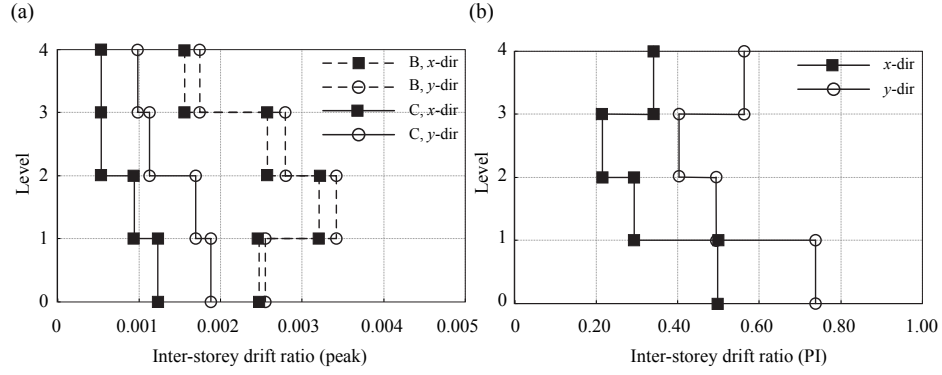 (a)
4
3
2
1
0
Level
0 0.001 0.002 0.003 0.004 0.005
Inter-storey drift ratio (peak)
B, x-dir
B, y-dir
C, x-dir
C, y-dir
(b)
4
3
2
1
0
Level
0 0.20 0.40 0.60 0.80 1.00
Inter-storey drift ratio (PI)
x-dir
y-dir